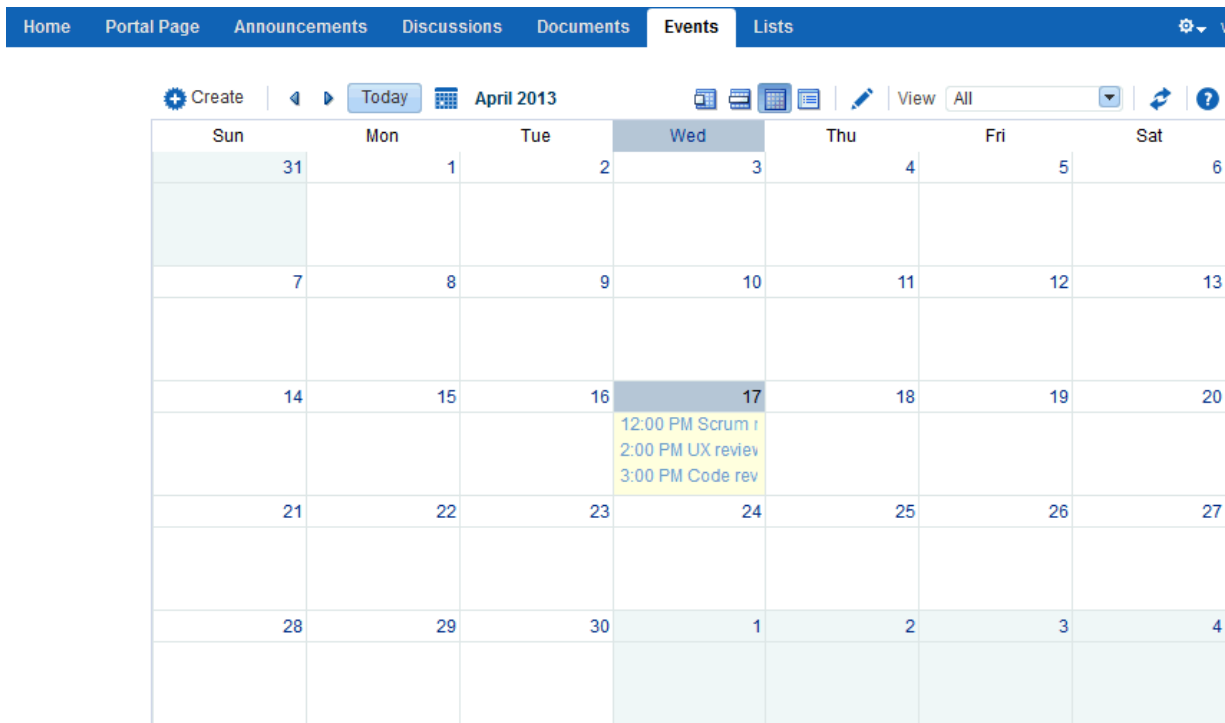 Home Portal Page Announcements Discussions Documents Events Lists
Create Today April 2013 View All
Sun Mon Tue Wed Thu Fri Sat
31 1 2 3 4 5 6
7 8 9 10 11 12 13
14 15 16 17 18 19 20
12:00 PM Scrum
2:00 PM UX
3:00 PM Code
21 22 23 24 25 26 27
28 29 30 1 2 3 4